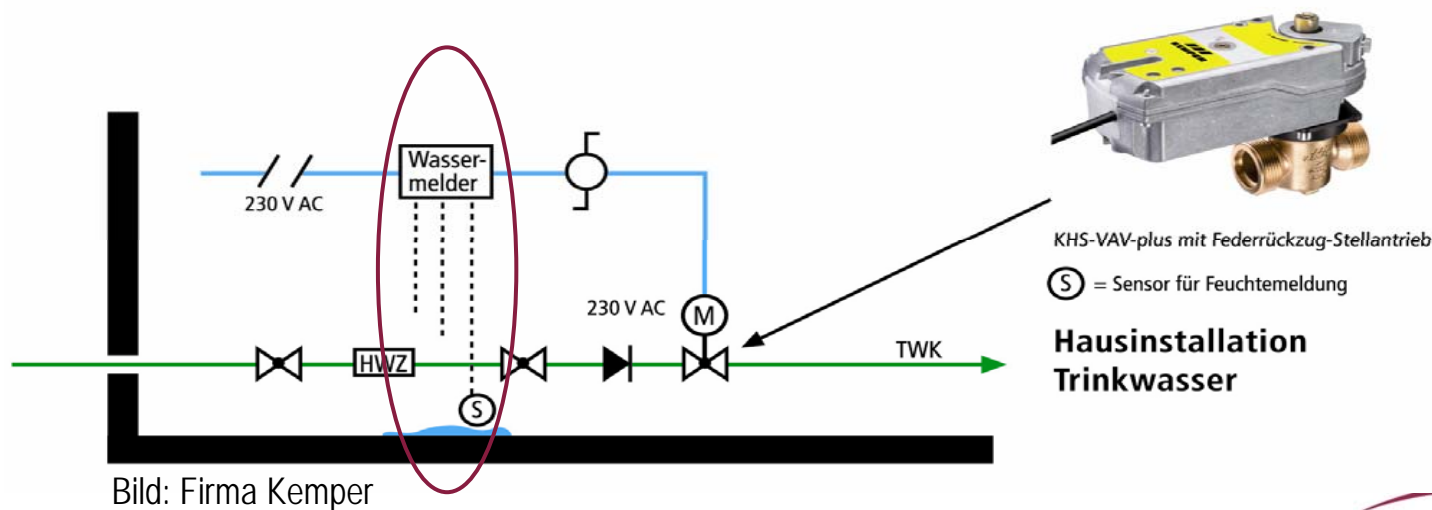 Wasser-
melder
230 V AC
KHS-VAV-plus mit Federrückzug-Stellantrieb
S = Sensor für Feuchtemeldung
230 V AC
M
Hausinstallation
Trinkwasser
TWK
HWZ
S
Bild: Firma Kemper
KEMPER